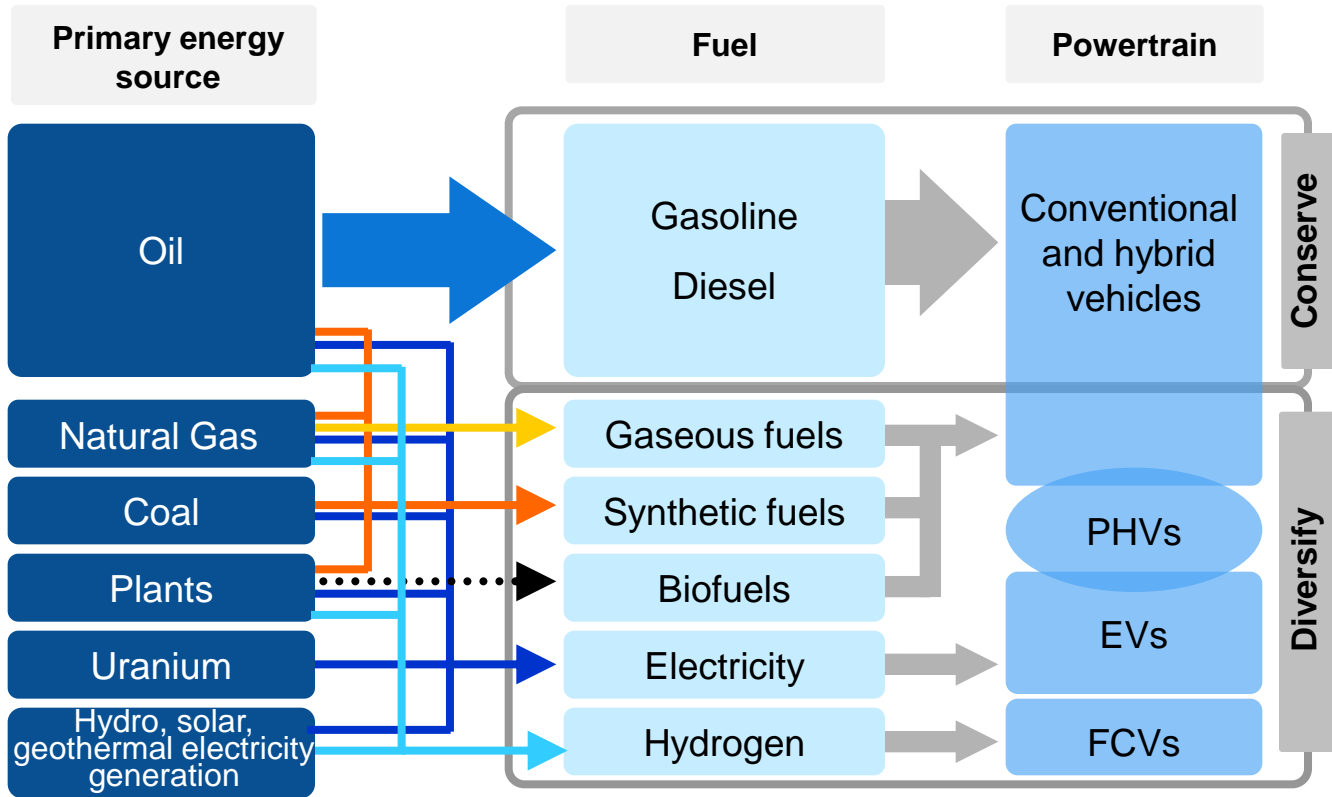 Primary energy
source
Fuel
Powertrain
Oil
Gasoline
Diesel
Conventional
and hybrid
vehicles
Conserve
Natural Gas
Gaseous fuels
Coal
Synthetic fuels
PHVs
Plants
Biofuels
Diversify
Uranium
Electricity
EVs
Hydro, solar,
geothermal electricity
generation
Hydrogen
FCVs